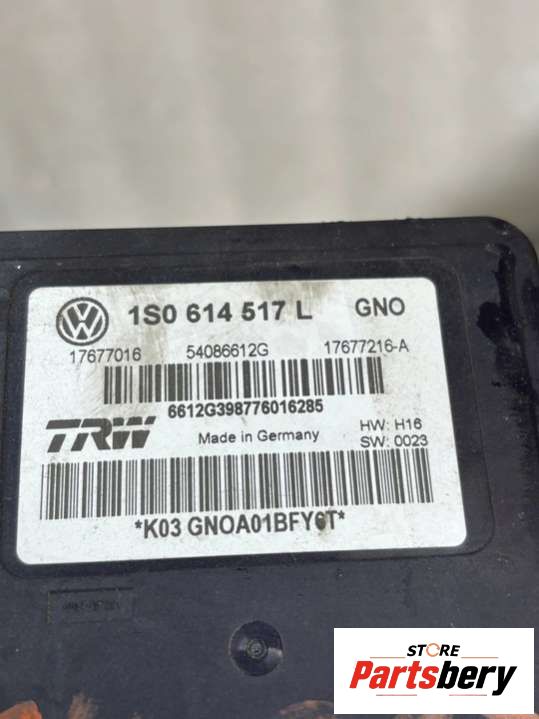 1S0 614 517 L GNO
17677016 54086612G 17677216-A
6612G398776016285
TRW Made in Germany HW: H16
SW: 0023
*K03 GNOA01BFY6T*
STORE
Partsbery